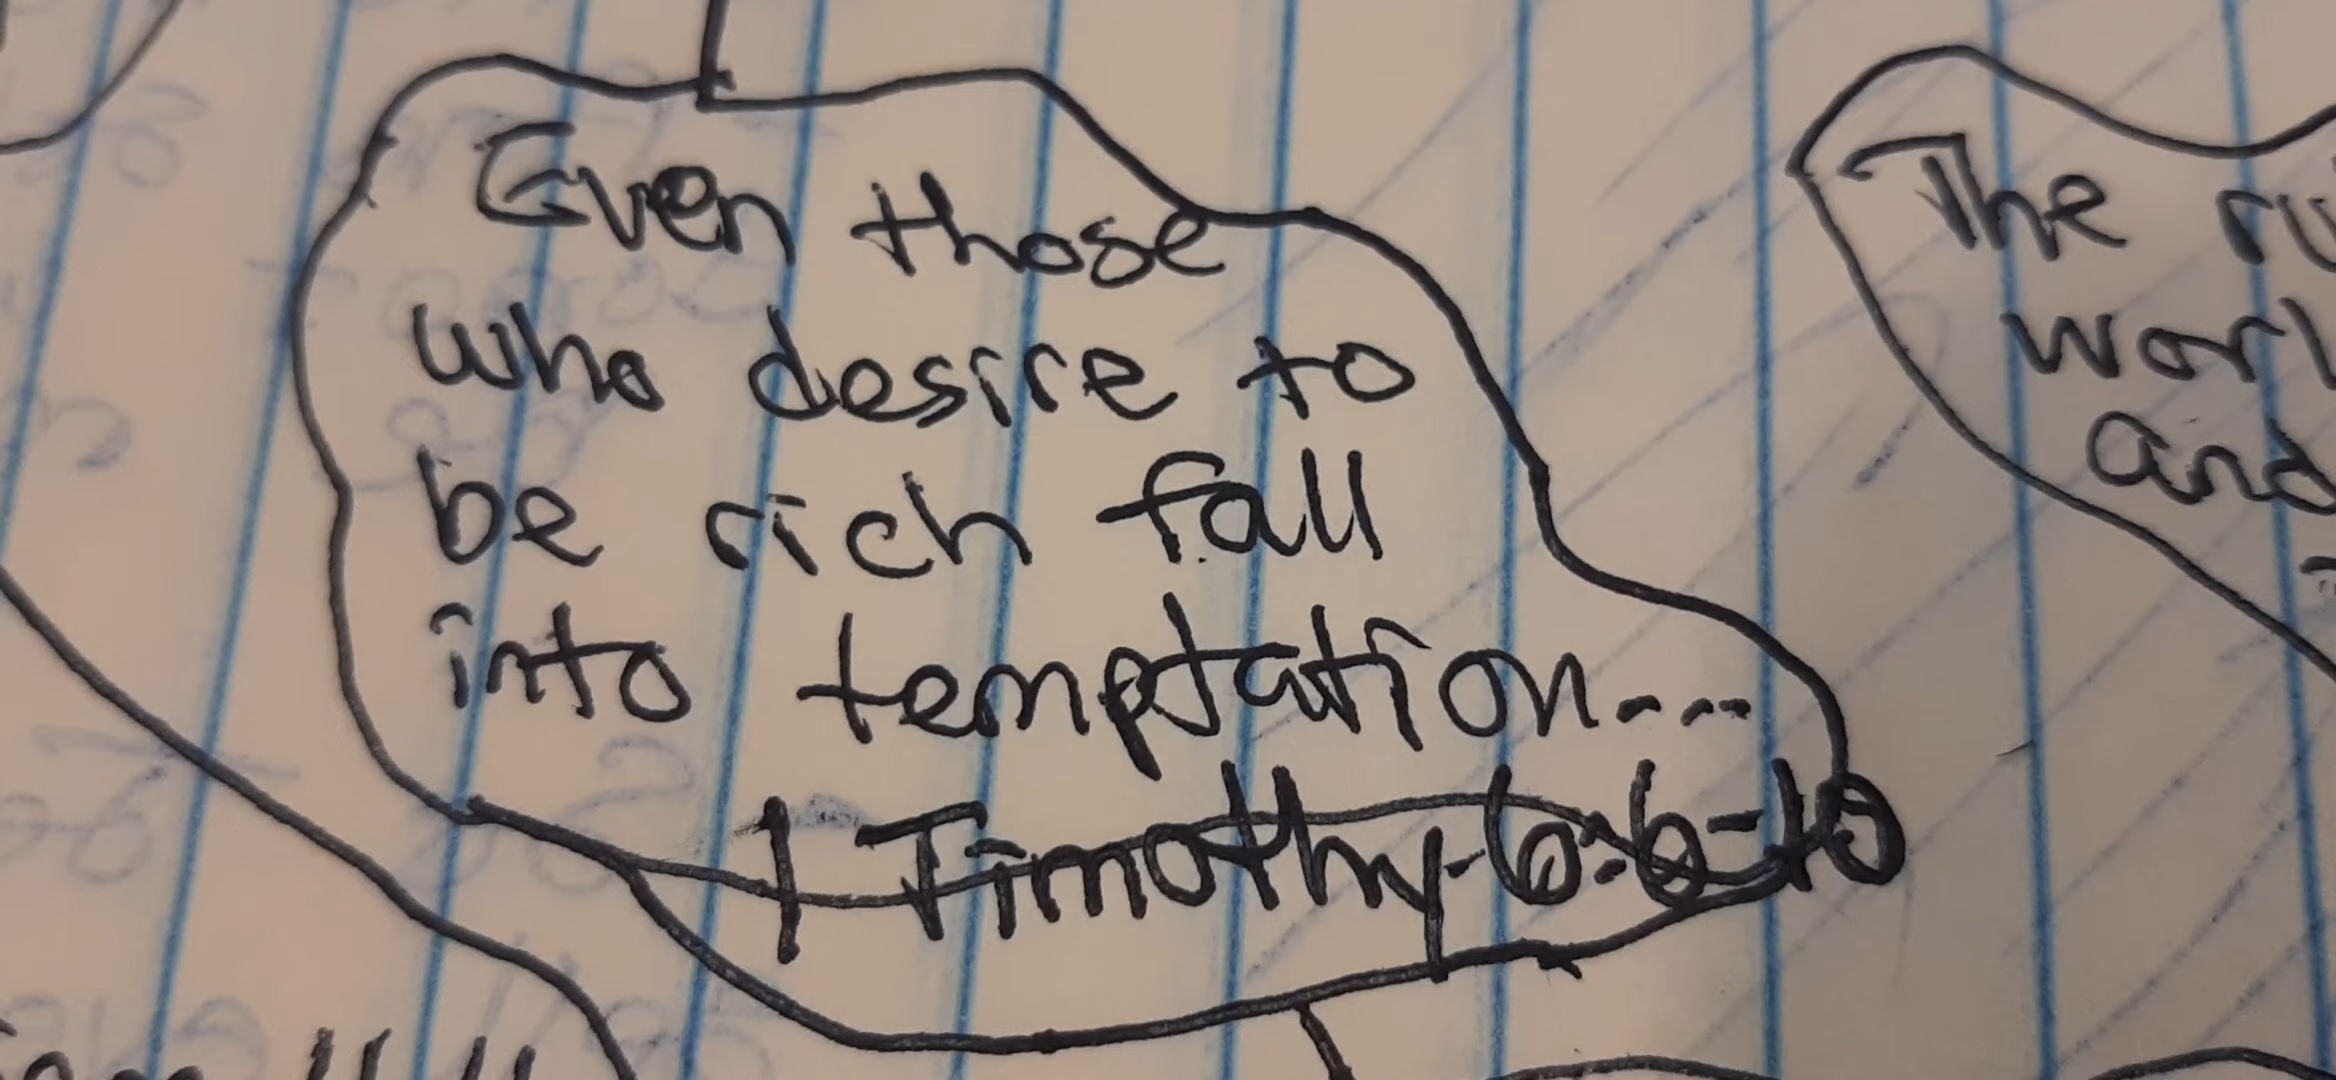 Even those
who desire to
be rich fall
into temptation...
1 Timothy-6:6-10
The
and